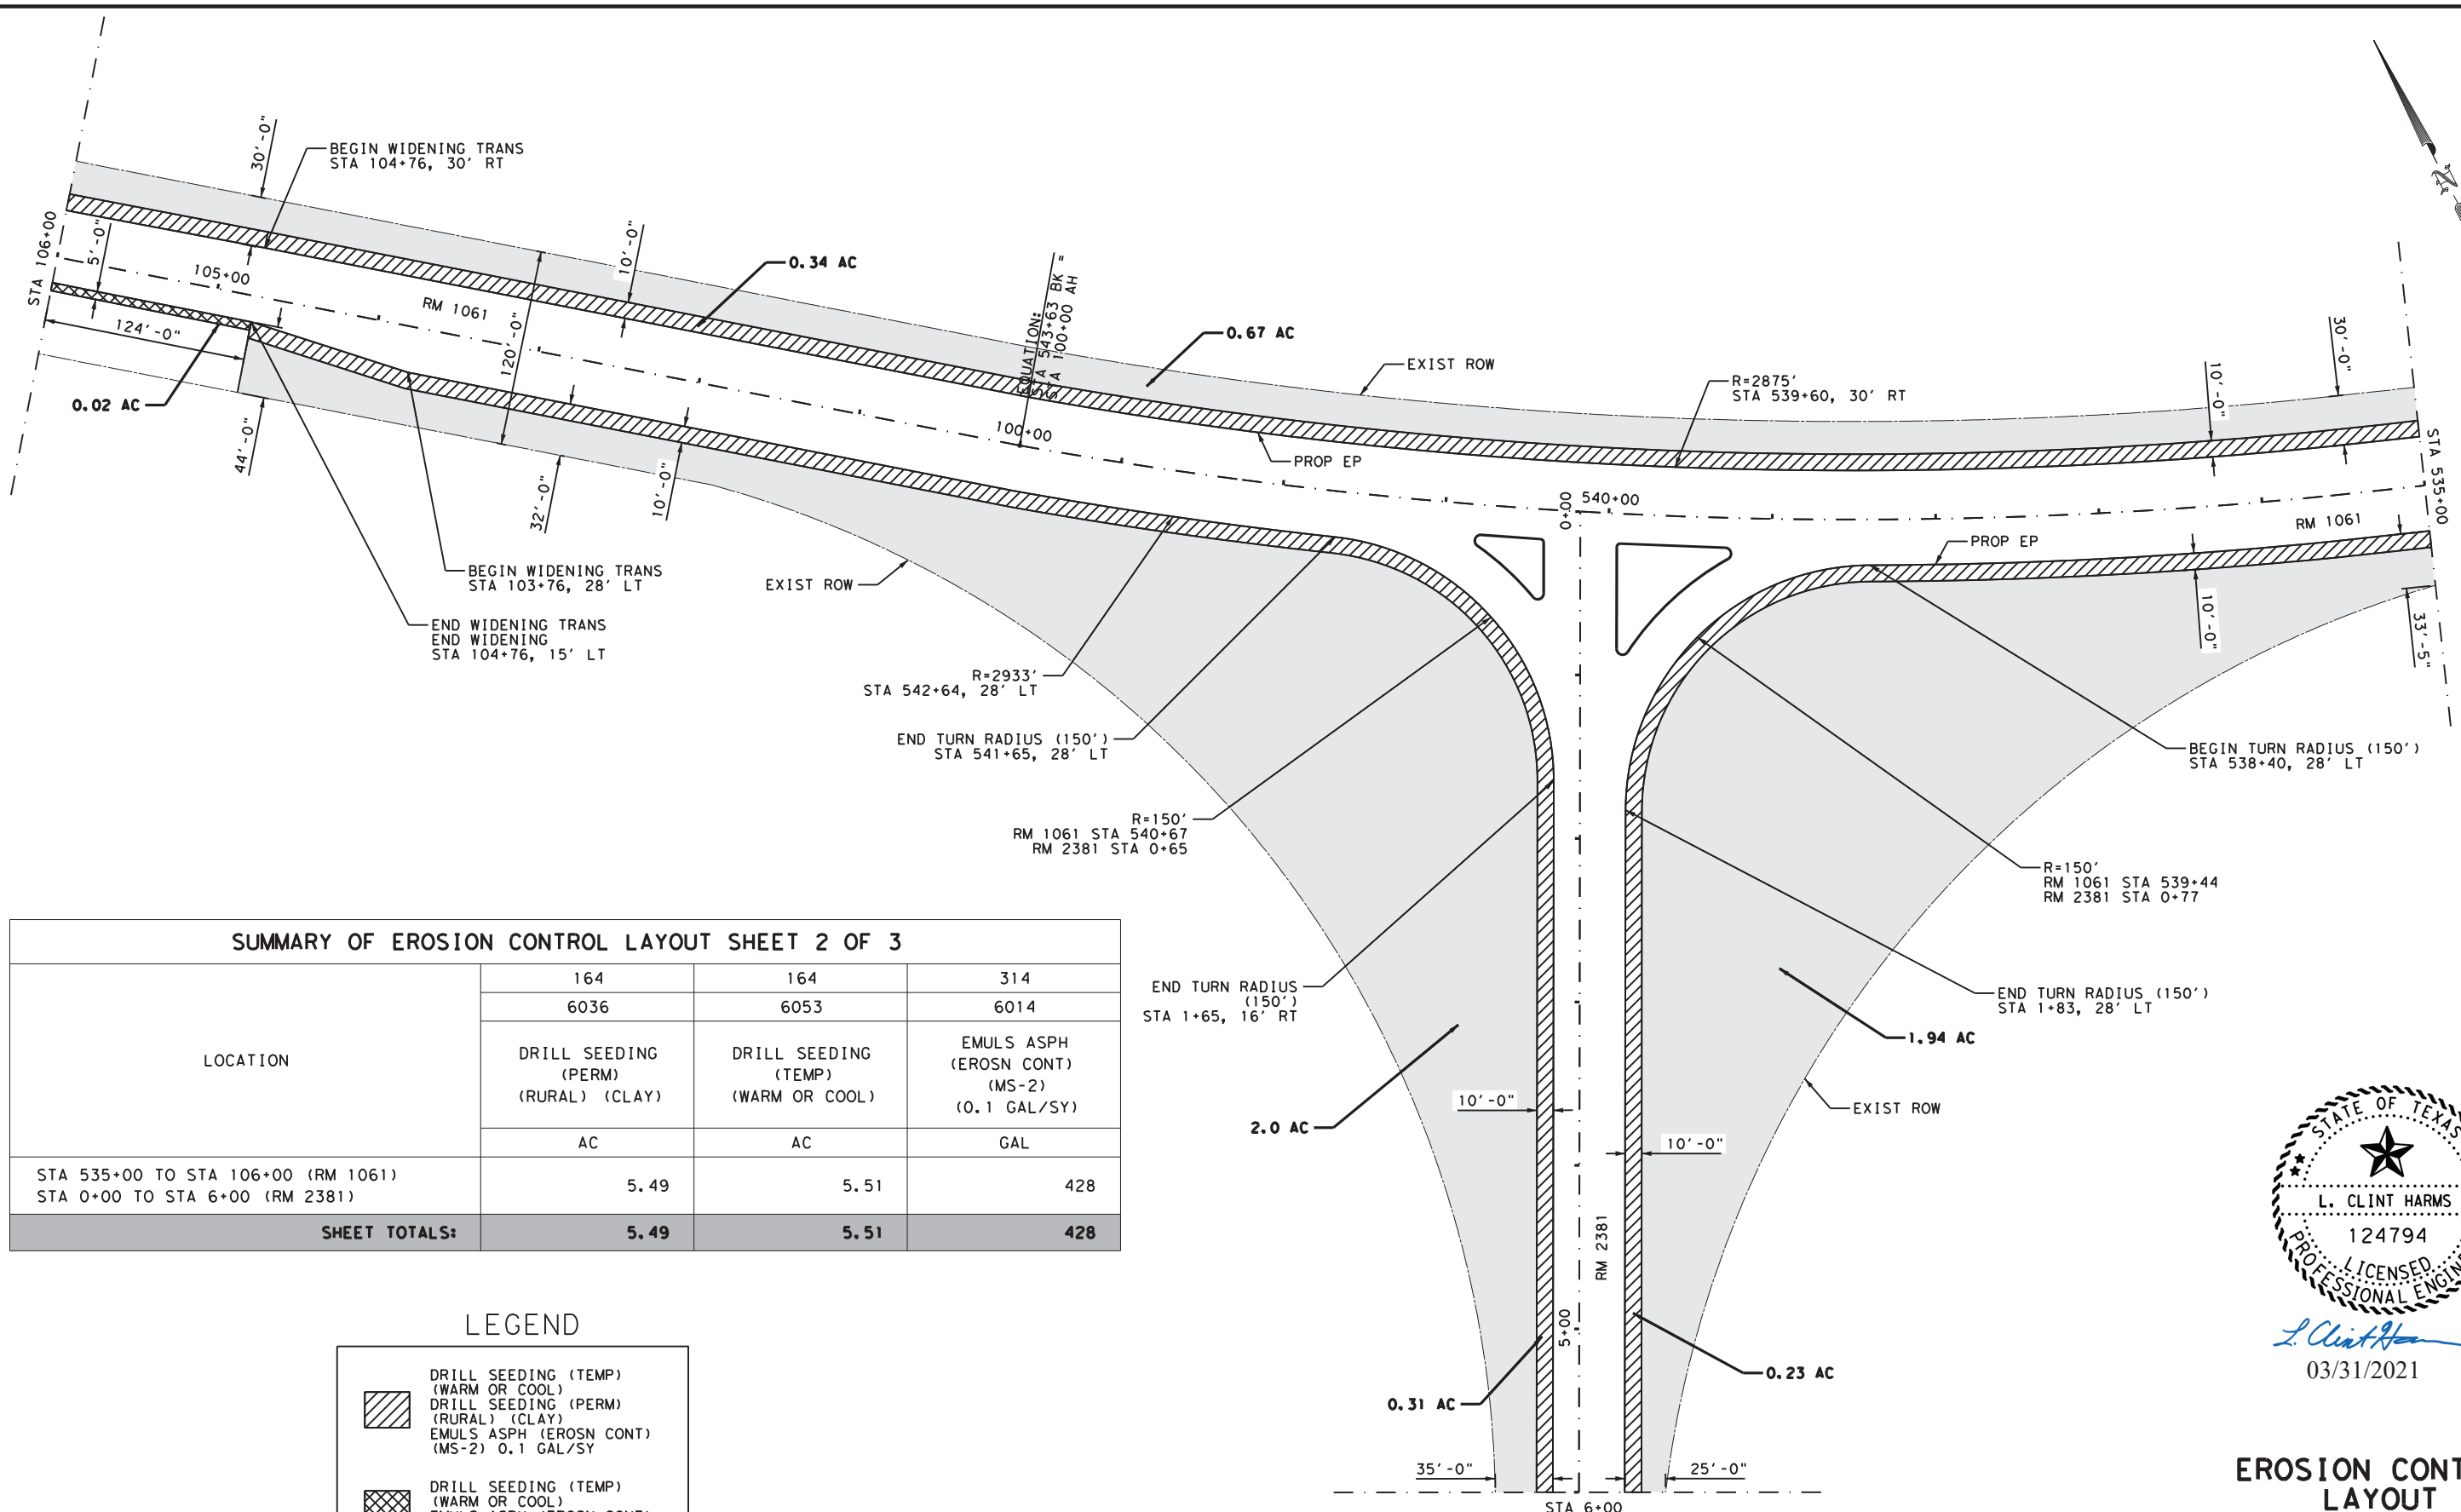 30'-0"
BEGIN WIDENING TRANS
STA 104+76, 30' RT
STA 106+00
5'-0"
105+00
RM 1061
10'-0"
0.34 AC
EQUATION:
STA 543+63 BK =
STA 100+00 AH
0.67 AC
EXIST ROW
R=2875'
STA 539+60, 30' RT
10'-0"
30'-0"
124'-0"
120'-0"
0.02 AC
44'-0"
32'-0"
10'-0"
100+00
PROP EP
0+00
540+00
STA 535+00
RM 1061
PROP EP
10'-0"
33'-5"
BEGIN WIDENING TRANS
STA 103+76, 28' LT
EXIST ROW
END WIDENING TRANS
END WIDENING
STA 104+76, 15' LT
R=2933'
STA 542+64, 28' LT
END TURN RADIUS (150')
STA 541+65, 28' LT
BEGIN TURN RADIUS (150')
STA 538+40, 28' LT
R=150'
RM 1061 STA 540+67
RM 2381 STA 0+65
R=150'
RM 1061 STA 539+44
RM 2381 STA 0+77
END TURN RADIUS
(150')
STA 1+65, 16' RT
END TURN RADIUS (150')
STA 1+83, 28' LT
1.94 AC
10'-0"
2.0 AC
10'-0"
EXIST ROW
RM 2381
5+00
0.31 AC
0.23 AC
35'-0"
25'-0"
STA 6+00
SUMMARY OF EROSION CONTROL LAYOUT SHEET 2 OF 3
LOCATION
164 164 314
6036 6053 6014
DRILL SEEDING
(PERM)
(RURAL) (CLAY)
DRILL SEEDING
(TEMP)
(WARM OR COOL)
EMULS ASPH
(EROSN CONT)
(MS-2)
(0.1 GAL/SY)
AC AC GAL
STA 535+00 TO STA 106+00 (RM 1061)
STA 0+00 TO STA 6+00 (RM 2381)
5.49 5.51 428
SHEET TOTALS: 5.49 5.51 428
LEGEND
DRILL SEEDING (TEMP)
(WARM OR COOL)
DRILL SEEDING (PERM)
(RURAL) (CLAY)
EMULS ASPH (EROSN CONT)
(MS-2) 0.1 GAL/SY
DRILL SEEDING (TEMP)
(WARM OR COOL)
EMULS ASPH (EROSN CONT)
STATE OF TEXAS
L. CLINT HARMS
124794
LICENSED
PROFESSIONAL ENGIN
L. Clint Ha
03/31/2021
EROSION CONT
LAYOUT
N